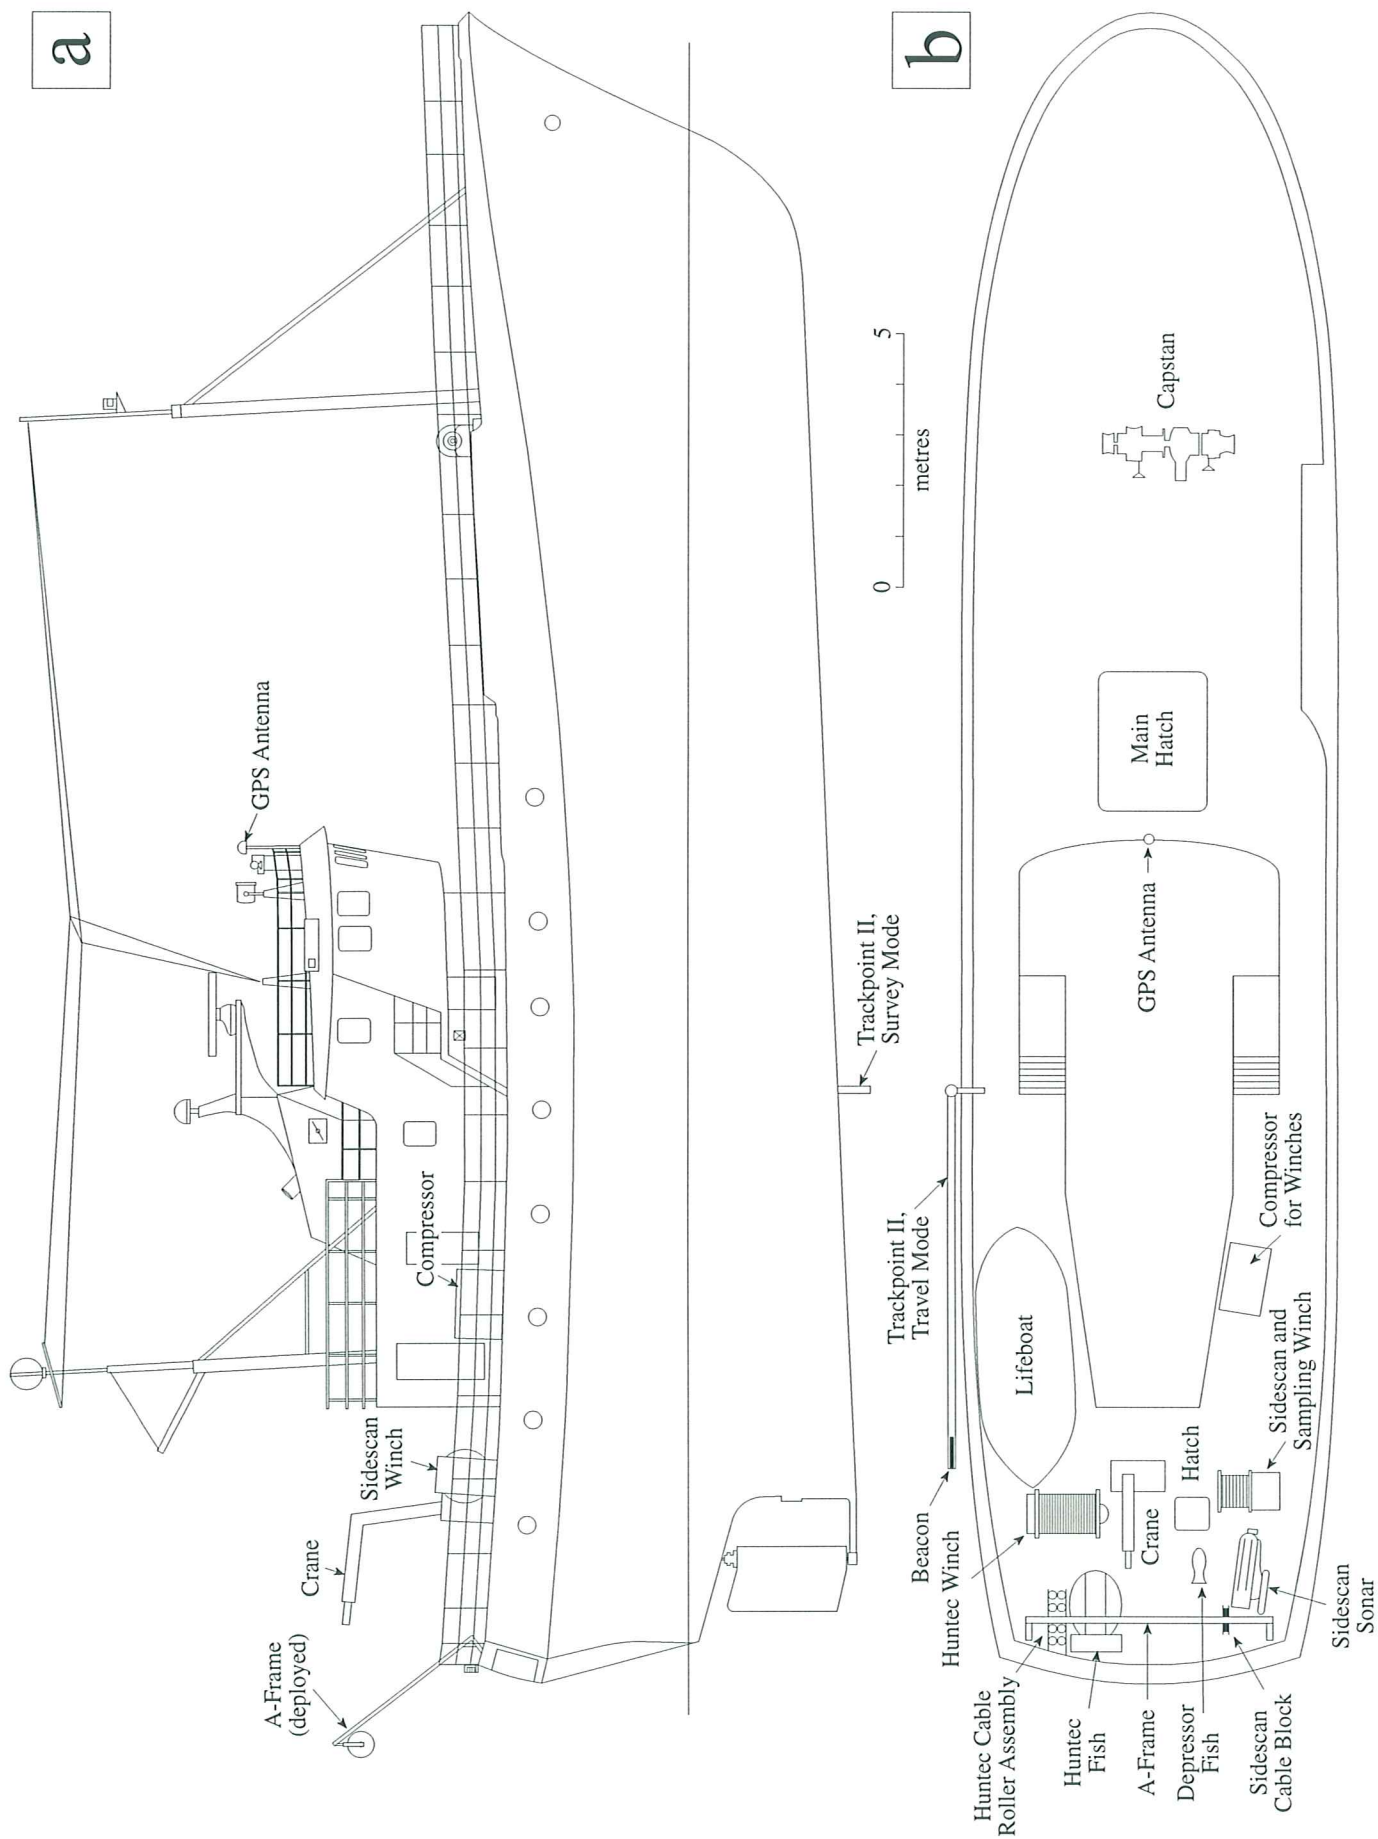 a
GPS Antenna
Compressor
Sidescan
Winch
Crane
A-Frame
(deployed)
Trackpoint II,
Survey Mode
0
5
metres
b
Capstan
Main
Hatch
GPS Antenna
Trackpoint II,
Travel Mode
Compressor
for Winches
Lifeboat
Sidescan and
Sampling Winch
Hatch
Crane
Beacon
Huntec Winch
Huntec Cable
Roller Assembly
Huntec
Fish
A-Frame
Depressor
Fish
Sidescan
Cable Block
Sidescan
Sonar